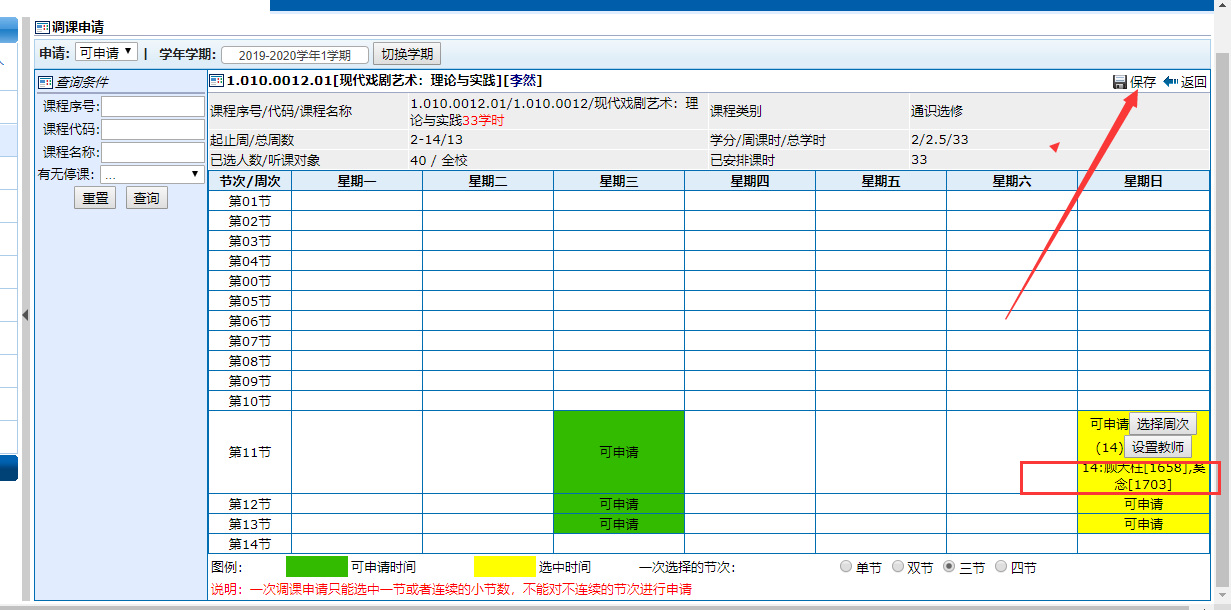 调课申请
申请: 可申请 | 学年学期: 2019-2020学年1学期 切换学期
查询条件
课程序号:
课程代码:
课程名称:
有无停课: ...
重置 查询
1.010.0012.01[现代戏剧艺术：理论与实践][李然] 保存 返回
课程序号/代码/课程名称 1.010.0012.01/1.010.0012/现代戏剧艺术：理 课程类别 通识选修
论与实践33学时
起止周/总周数 2-14/13 学分/周课时/总学时 2/2.5/33
已选人数/听课对象 40 / 全校 已安排课时 33
节次/周次 星期一 星期二 星期三 星期四 星期五 星期六 星期日
第01节
第02节
第03节
第04节
第00节
第05节
第06节
第07节
第08节
第09节
第10节
第11节 可申请 可申请 选择周次
(14) 设置教师
14:顾天柱[1658],奚
念[1703]
第12节 可申请 可申请
第13节 可申请 可申请
第14节
图例: 可申请时间 选中时间 一次选择的节次: 单节 双节 三节 四节
说明: 一次调课申请只能选中一节或者连续的小节数，不能对不连续的节次进行申请